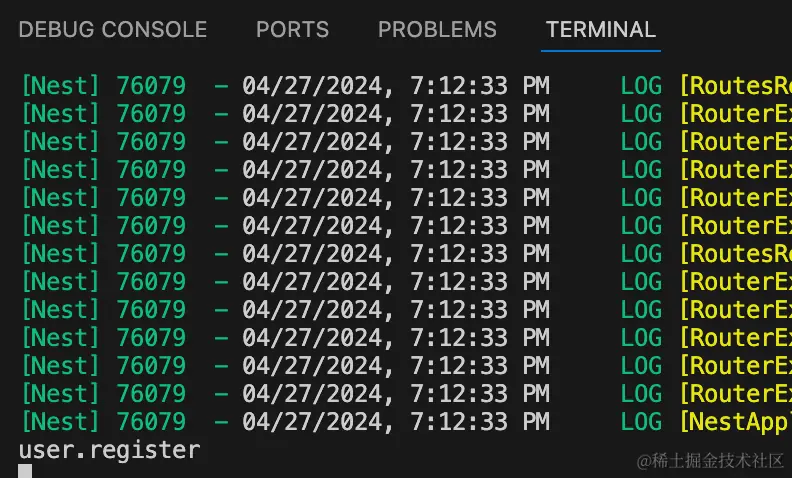 DEBUG CONSOLE PORTS PROBLEMS TERMINAL
[Nest] 76079 - 04/27/2024, 7:12:33 PM LOG [RoutesRe
[Nest] 76079 - 04/27/2024, 7:12:33 PM LOG [RouterEx
[Nest] 76079 - 04/27/2024, 7:12:33 PM LOG [RouterEx
[Nest] 76079 - 04/27/2024, 7:12:33 PM LOG [RouterEx
[Nest] 76079 - 04/27/2024, 7:12:33 PM LOG [RouterEx
[Nest] 76079 - 04/27/2024, 7:12:33 PM LOG [RouterEx
[Nest] 76079 - 04/27/2024, 7:12:33 PM LOG [RoutesRe
[Nest] 76079 - 04/27/2024, 7:12:33 PM LOG [RouterEx
[Nest] 76079 - 04/27/2024, 7:12:33 PM LOG [RouterEx
[Nest] 76079 - 04/27/2024, 7:12:33 PM LOG [RouterEx
[Nest] 76079 - 04/27/2024, 7:12:33 PM LOG [RouterEx
[Nest] 76079 - 04/27/2024, 7:12:33 PM LOG [RouterEx
[Nest] 76079 - 04/27/2024, 7:12:33 PM LOG [NestAppl
user.register
@稀土掘金技术社区